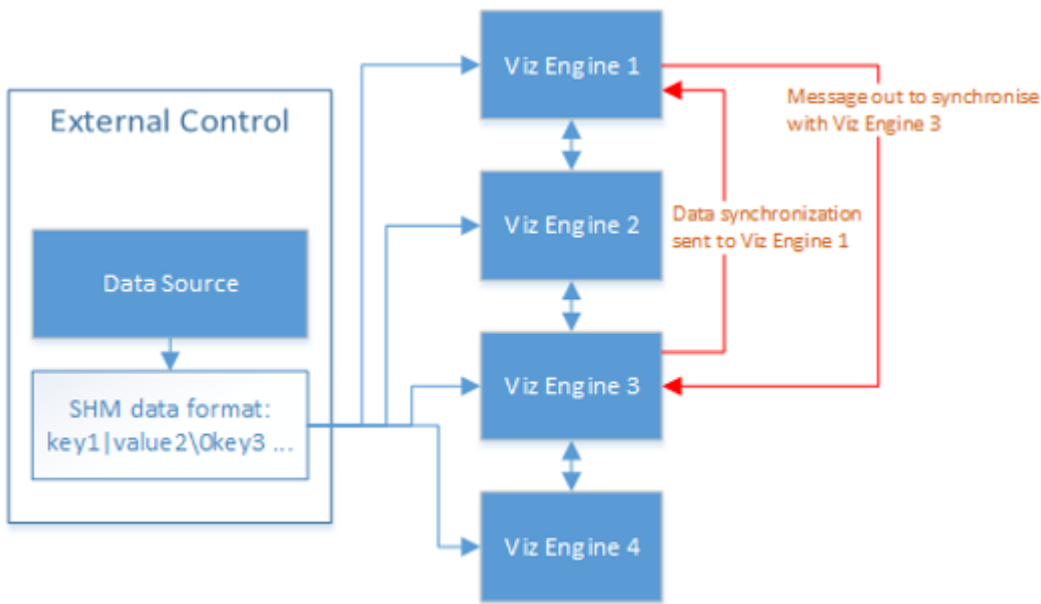 External Control
Data Source
SHM data format:
key1|value2\0key3 ...
Viz Engine 1
Viz Engine 2
Viz Engine 3
Viz Engine 4
Message out to synchronise
with Viz Engine 3
Data synchronization
sent to Viz Engine 1